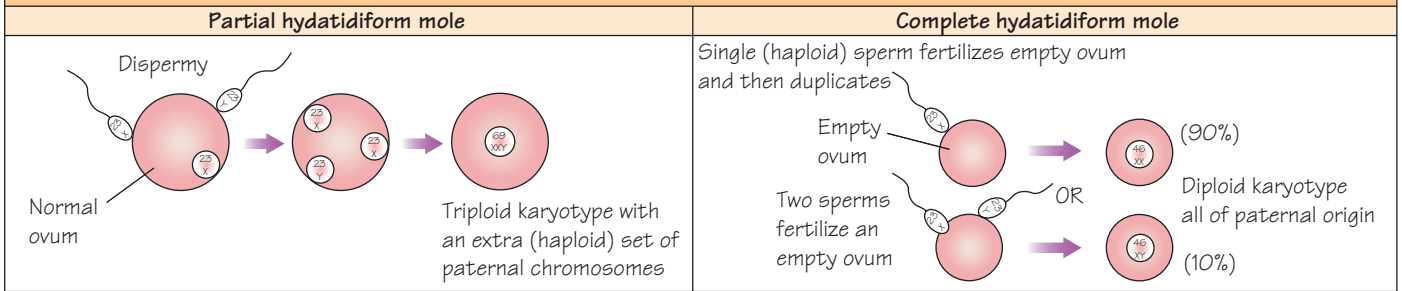 Partial hydatidiform mole
Dispermy
23
X
23
Y
23
X
Normal
ovum
23
X
23
X
23
Y
69
XXY
Triploid karyotype with
an extra (haploid) set of
paternal chromosomes
Complete hydatidiform mole
Single (haploid) sperm fertilizes empty ovum
and then duplicates
23
X
Empty
ovum
46
XX
(90%)
Two sperms
fertilize an
empty ovum
23
X
23
Y
OR
Diploid karyotype
all of paternal origin
46
XY
(10%)